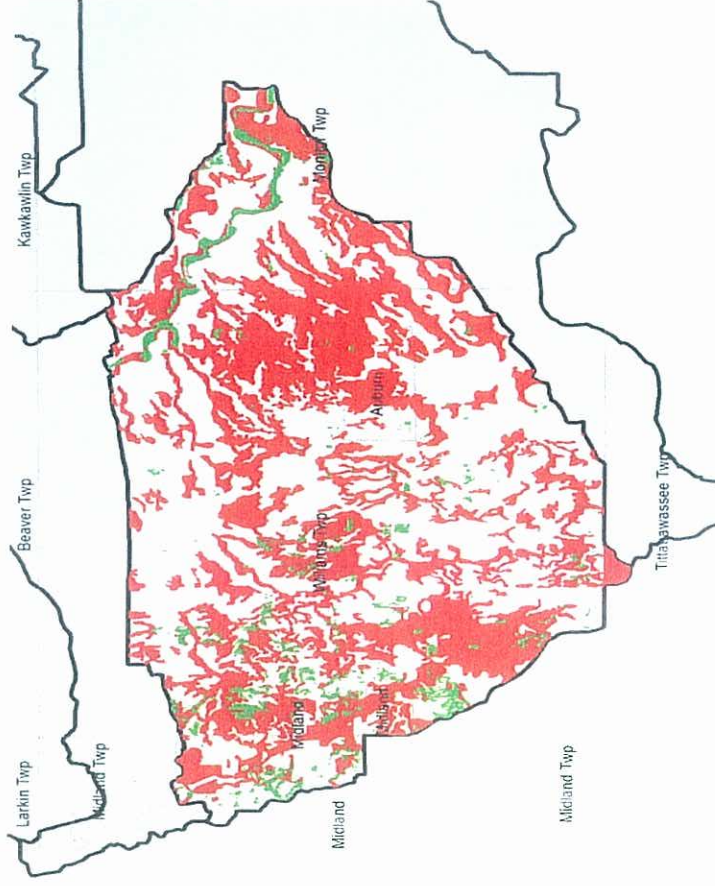 Larkin Twp
Beaver Twp
Kawkawlin Twp
Midland Twp
Midland
Williams Twp
Auburn
Monitor Twp
Midland
Midland
Midland Twp
Tittabawassee Twp